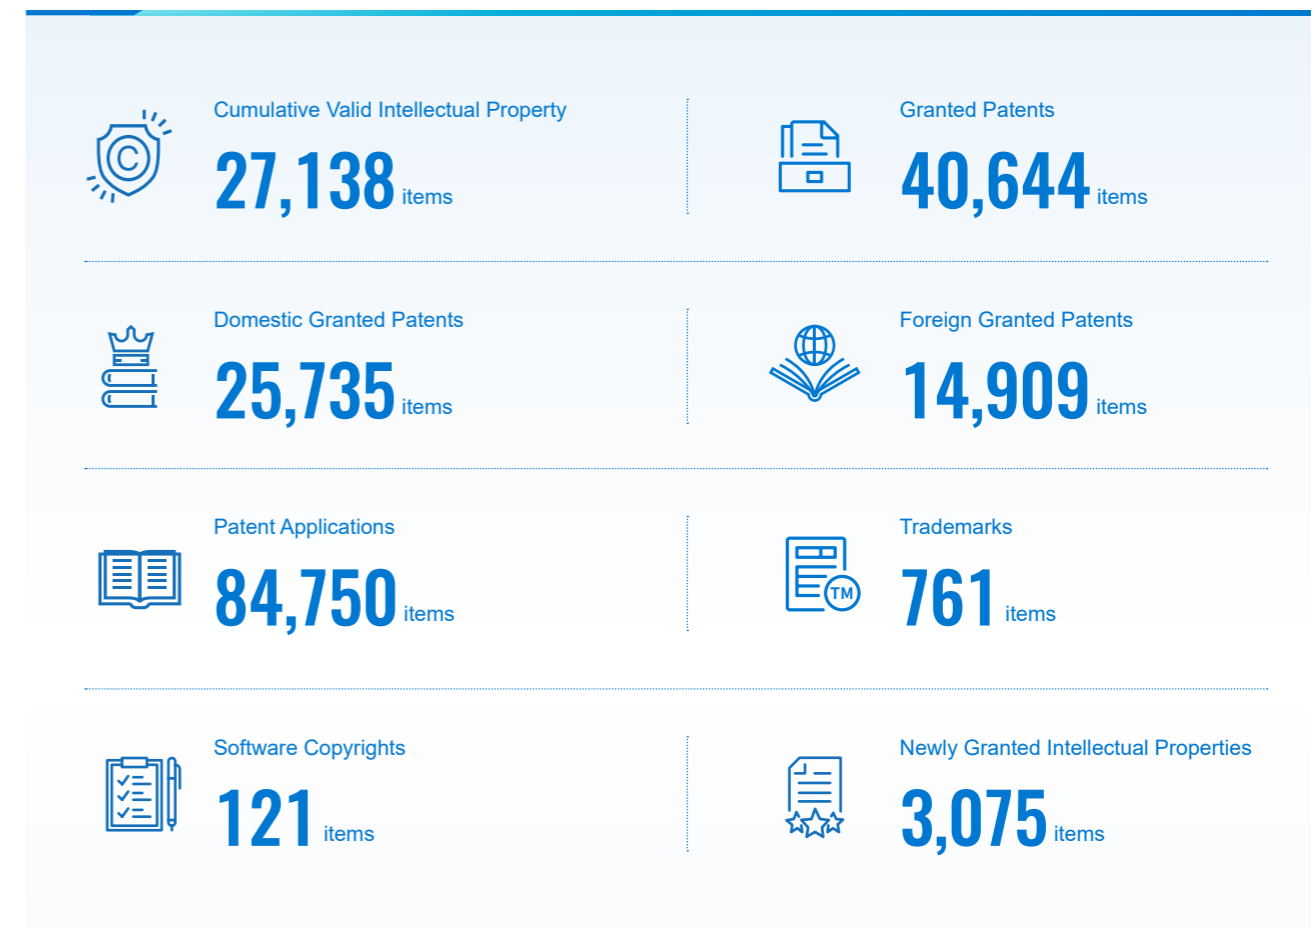 Cumulative Valid Intellectual Property
27,138 items
Granted Patents
40,644 items
Domestic Granted Patents
25,735 items
Foreign Granted Patents
14,909 items
Patent Applications
84,750 items
Trademarks
TM
761 items
Software Copyrights
121 items
Newly Granted Intellectual Properties
3,075 items
C